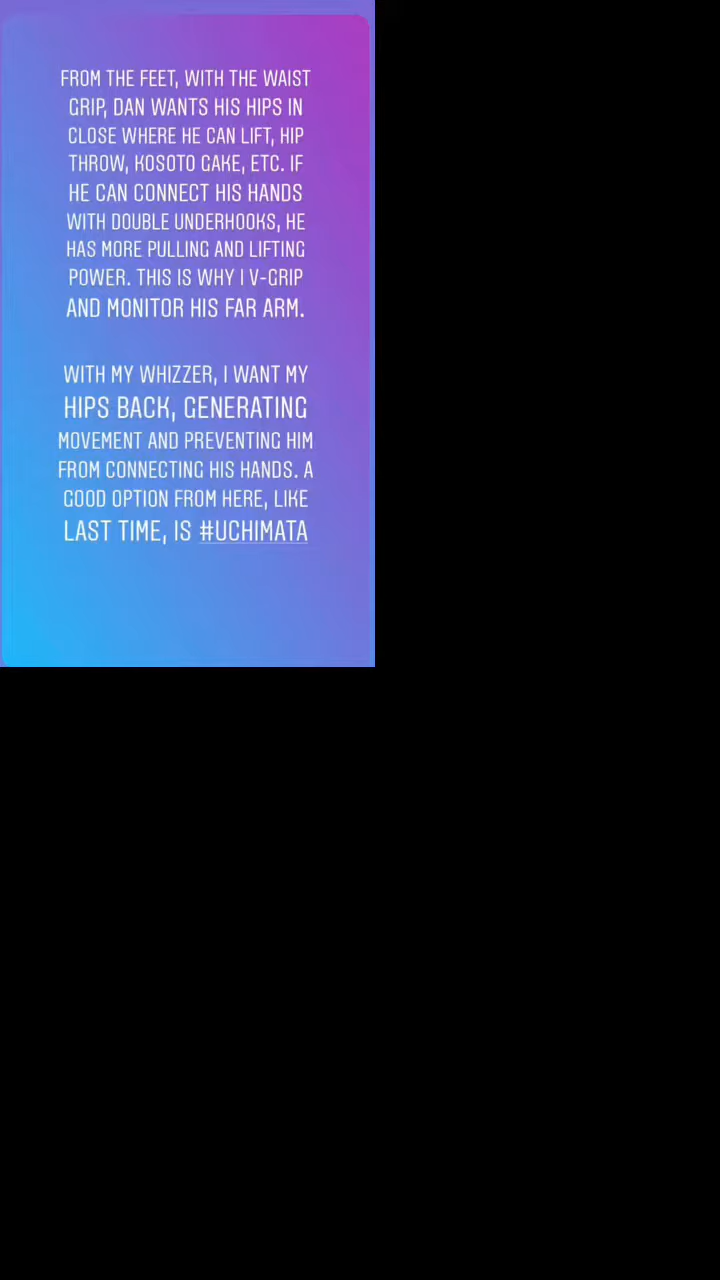 FROM THE FEET, WITH THE WAIST
GRIP, DAN WANTS HIS HIPS IN
CLOSE WHERE HE CAN LIFT, HIP
THROW, KOSOTO GAKE, ETC. IF
HE CAN CONNECT HIS HANDS
WITH DOUBLE UNDERHOOKS, HE
HAS MORE PULLING AND LIFTING
POWER. THIS IS WHY I V-GRIP
AND MONITOR HIS FAR ARM.
WITH MY WHIZZER, I WANT MY
HIPS BACK, GENERATING
MOVEMENT AND PREVENTING HIM
FROM CONNECTING HIS HANDS. A
GOOD OPTION FROM HERE, LIKE
LAST TIME, IS #UCHIMATA